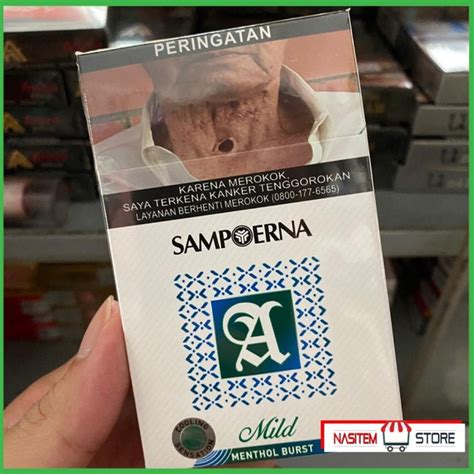 PERINGATAN
KARENA MEROKOK,
SAYA TERKENA KANKER TENGGOROKAN
LAYANAN BERHENTI MEROKOK (0800-177-6565)
SAMPOERNA
A
Mild
MENTHOL BURST
COOLING SENSATION
NASITEM STORE